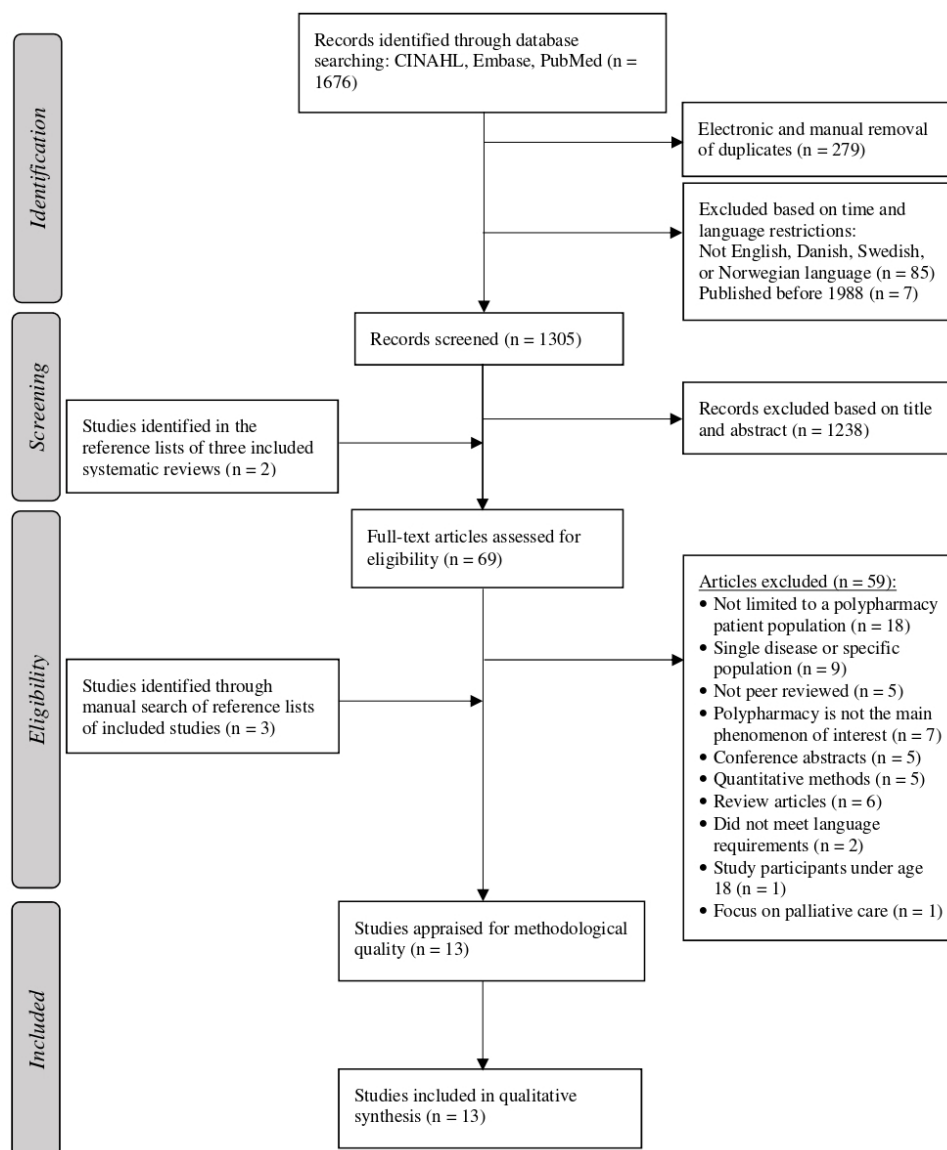 Identification
Records identified through database
searching: CINAHL, Embase, PubMed (n =
1676)
Electronic and manual removal
of duplicates (n = 279)
Excluded based on time and
language restrictions:
Not English, Danish, Swedish,
or Norwegian language (n = 85)
Published before 1988 (n = 7)
Screening
Records screened (n = 1305)
Records excluded based on title
and abstract (n = 1238)
Studies identified in the
reference lists of three included
systematic reviews (n = 2)
Eligibility
Full-text articles assessed for
eligibility (n = 69)
Articles excluded (n = 59):
• Not limited to a polypharmacy
patient population (n = 18)
• Single disease or specific
population (n = 9)
• Not peer reviewed (n = 5)
• Polypharmacy is not the main
phenomenon of interest (n = 7)
• Conference abstracts (n = 5)
• Quantitative methods (n = 5)
• Review articles (n = 6)
• Did not meet language
requirements (n = 2)
• Study participants under age
18 (n = 1)
• Focus on palliative care (n = 1)
Studies identified through
manual search of reference lists
of included studies (n = 3)
Included
Studies appraised for methodological
quality (n = 13)
Studies included in qualitative
synthesis (n = 13)